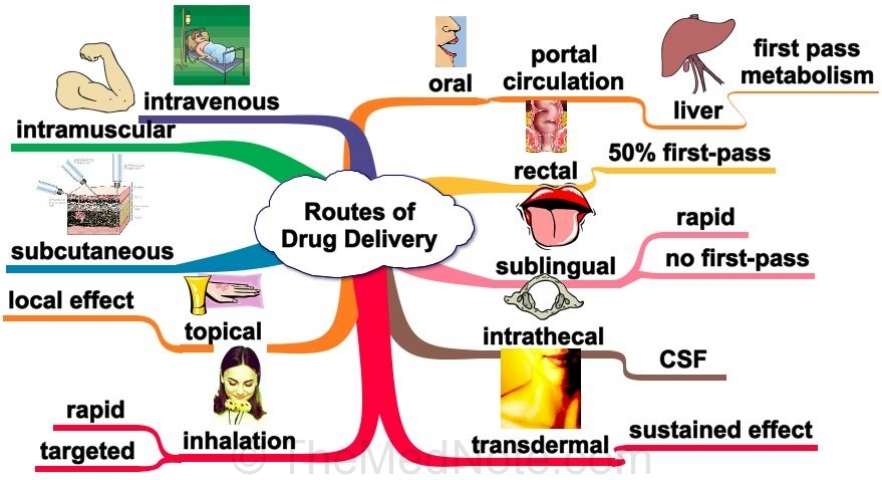 Routes of
Drug Delivery
oral
portal
circulation
liver
first pass
metabolism
rectal
50% first-pass
sublingual
rapid
no first-pass
intrathecal
CSF
transdermal
sustained effect
intravenous
intramuscular
subcutaneous
topical
local effect
inhalation
rapid
targeted
© TheMedNote.com